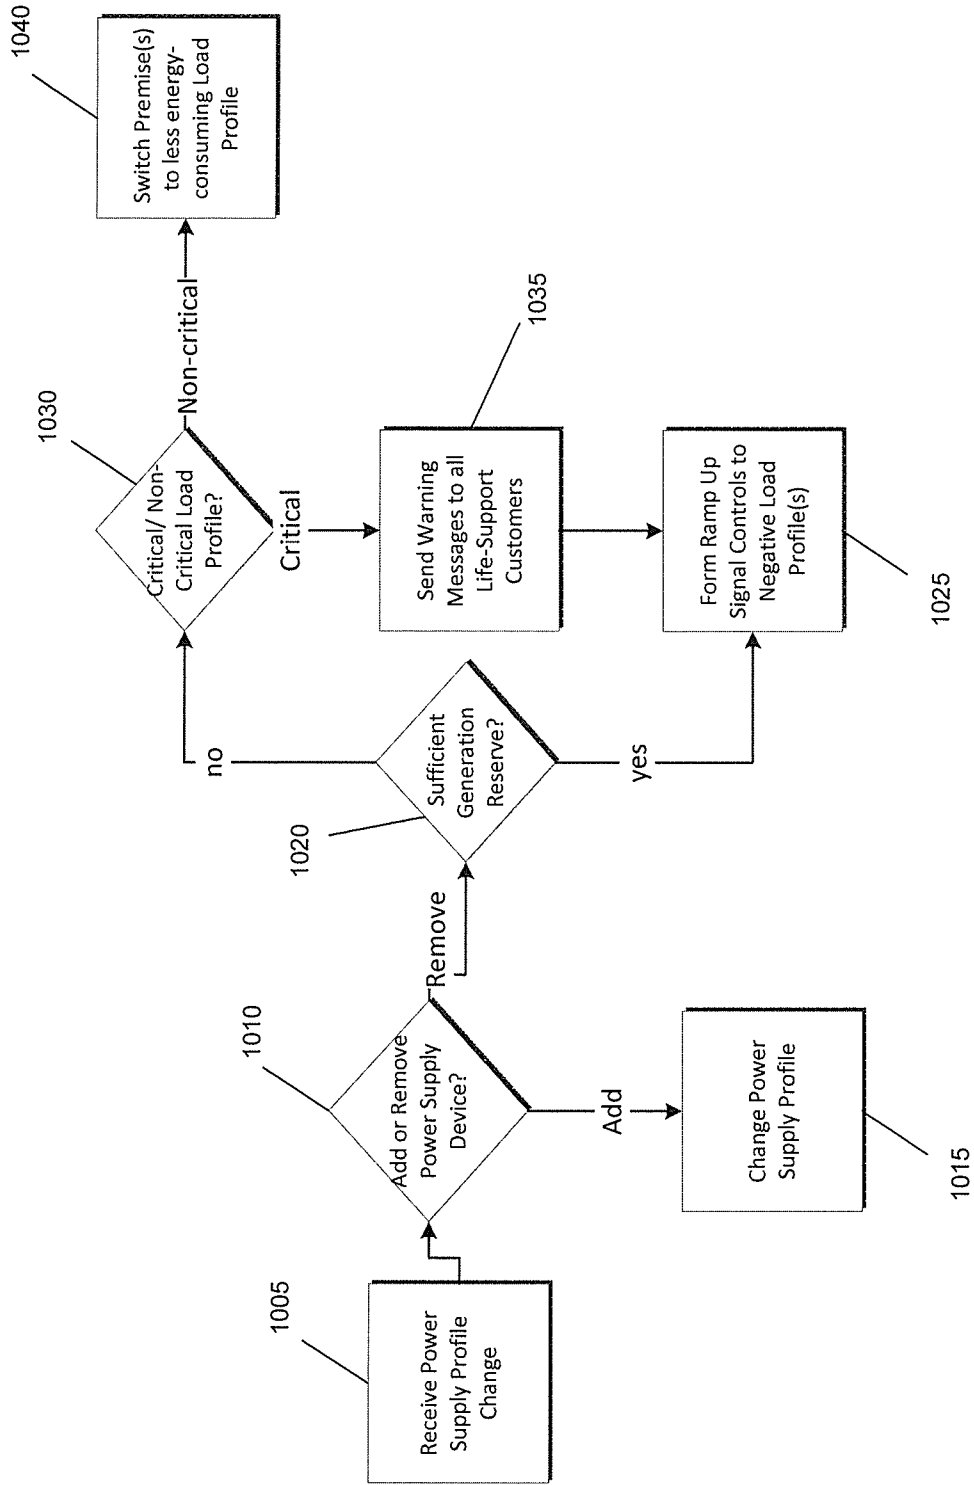 1005
Receive Power
Supply Profile
Change
1010
Add or Remove
Power Supply
Device?
Add
1015
Change Power
Supply Profile
Remove
1020
Sufficient
Generation
Reserve?
no
yes
1030
Critical/ Non-
Critical Load
Profile?
Critical
Non-critical
1035
Send Warning
Messages to all
Life-Support
Customers
1025
Form Ramp Up
Signal Controls to
Negative Load
Profile(s)
1040
Switch Premise(s)
to less energy-
consuming Load
Profile